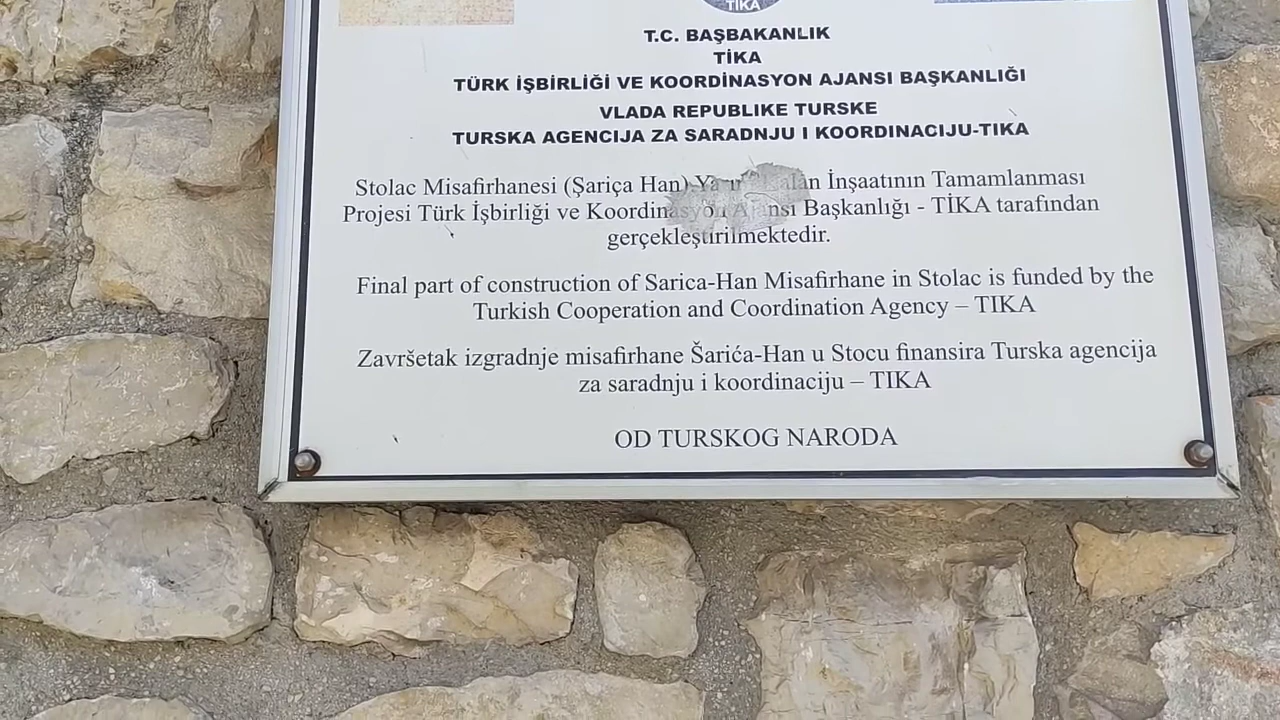 TİKA
T.C. BAŞBAKANLIK
TİKA
TÜRK İŞBİRLİĞİ VE KOORDİNASYON AJANSI BAŞKANLIĞI
VLADA REPUBLIKE TURSKE
TURSKA AGENCIJA ZA SARADNJU I KOORDINACIJU-TIKA
Stolac Misafirhanesi (Şariça Han) İnşaatının Tamamlanması
Projesi Türk İşbirliği ve Koordinasyon Ajansı Başkanlığı - TİKA tarafından
gerçekleştirilmektedir.
Final part of construction of Sarica-Han Misafirhane in Stolac is funded by the
Turkish Cooperation and Coordination Agency – TIKA
Završetak izgradnje misafirhane Šarića-Han u Stocu finansira Turska agencija
za saradnju i koordinaciju – TIKA
OD TURSKOG NARODA